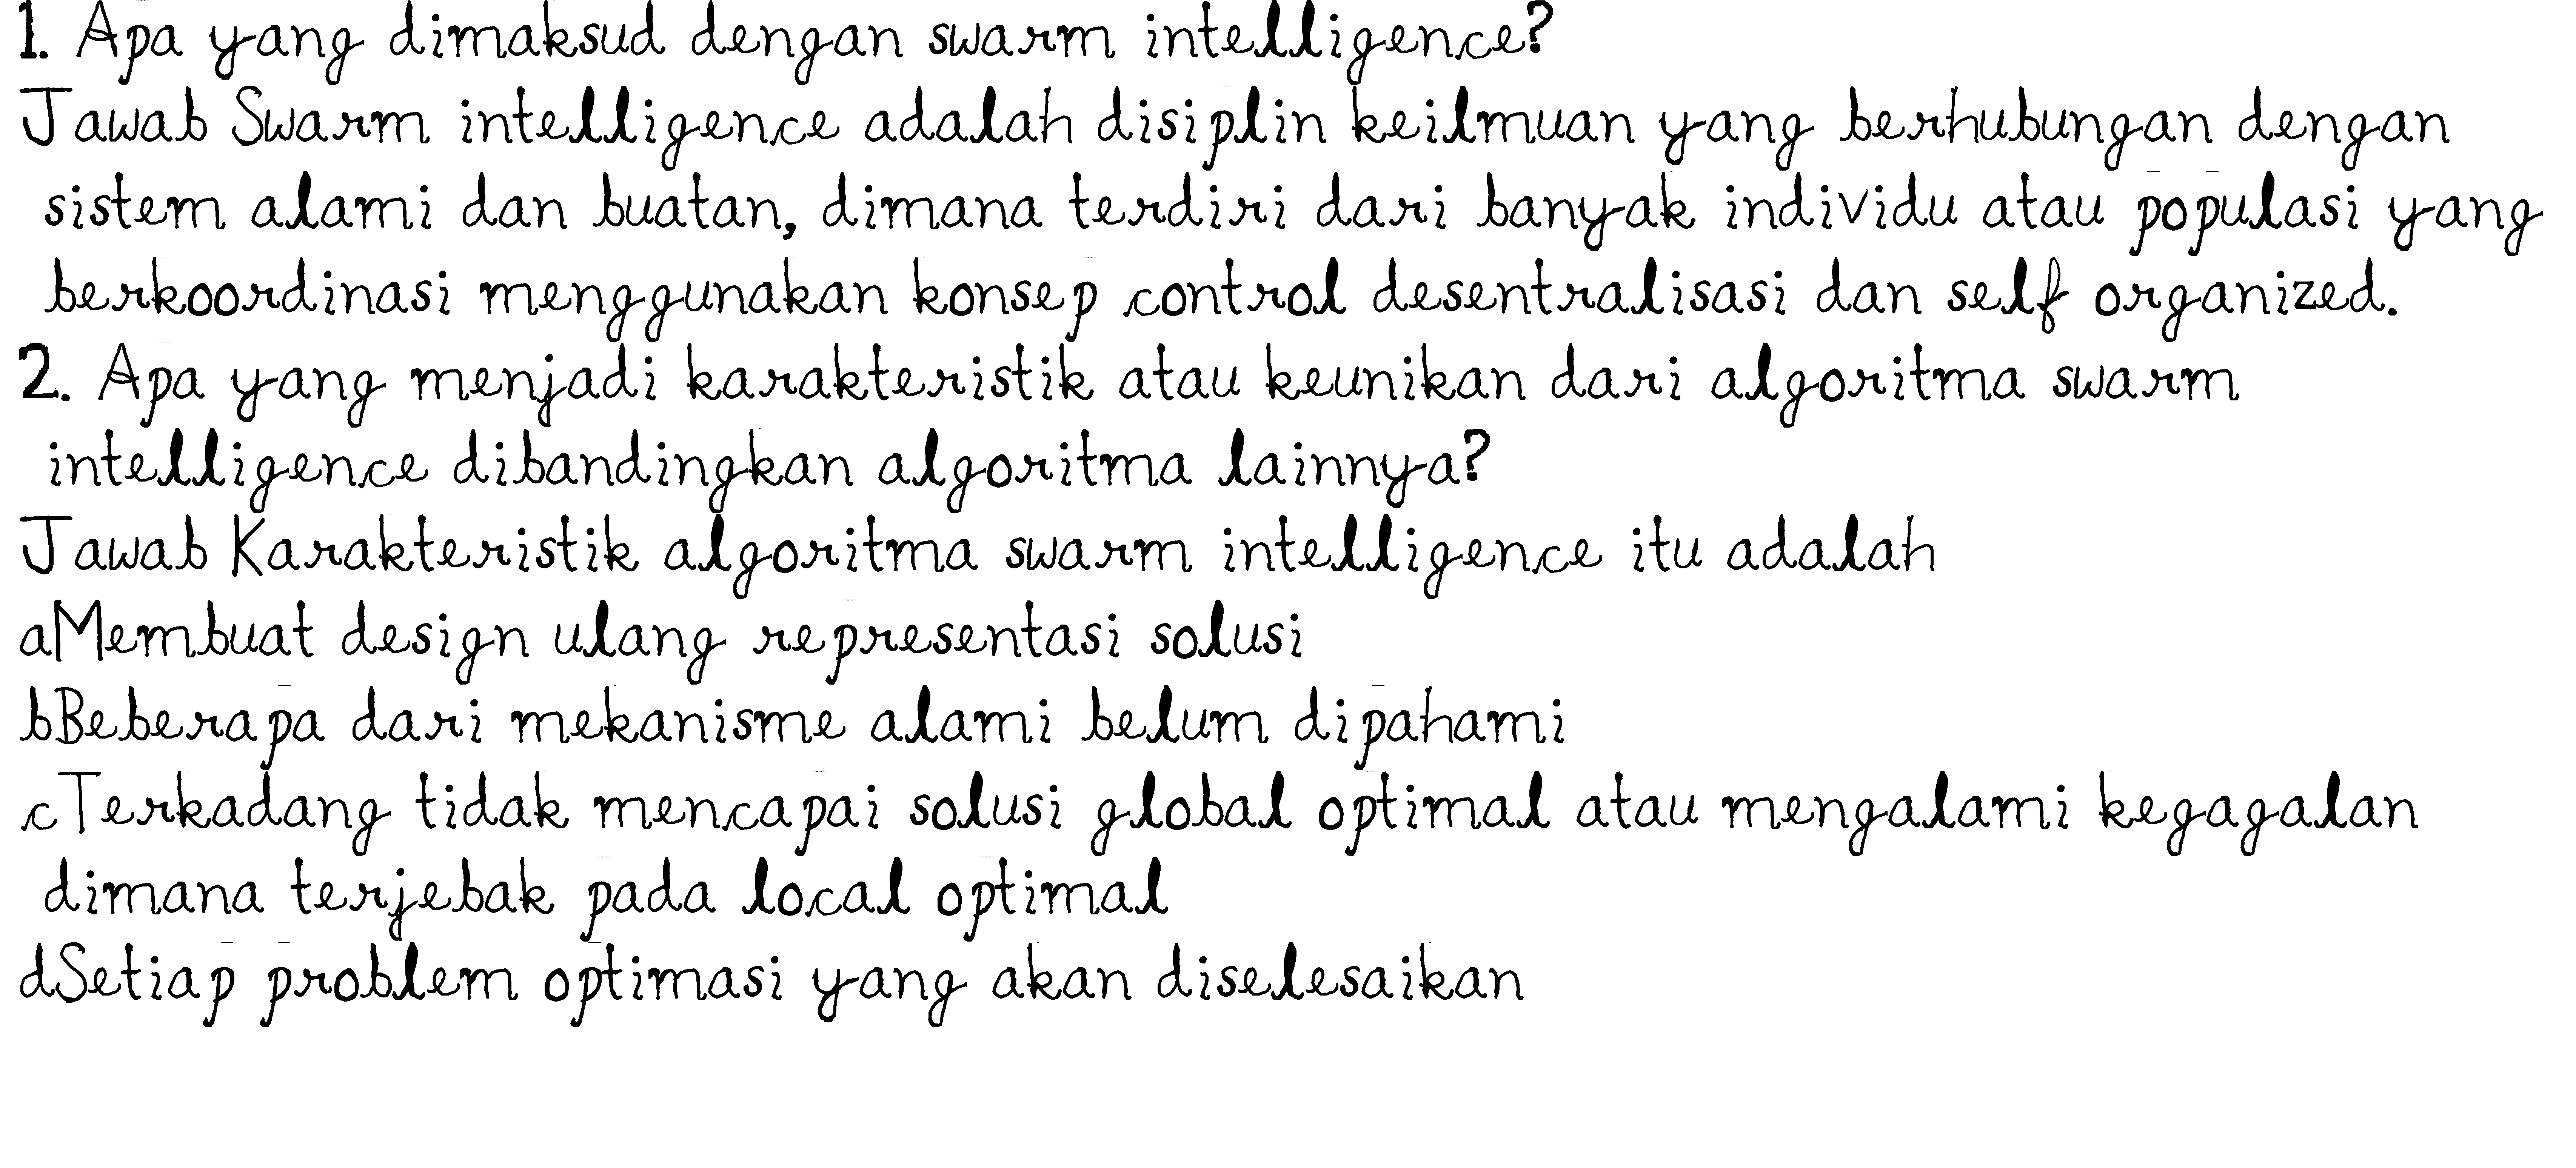 1. Apa yang dimaksud dengan swarm intelligence?
Jawab Swarm intelligence adalah disiplin keilmuan yang berhubungan dengan
sistem alami dan buatan, dimana terdiri dari banyak individu atau populasi yang
berkoordinasi menggunakan konsep control desentralisasi dan self organized.
2. Apa yang menjadi karakteristik atau keunikan dari algoritma swarm
intelligence dibandingkan algoritma lainnya?
Jawab Karakteristik algoritma swarm intelligence itu adalah
aMembuat design ulang representasi solusi
bBeberapa dari mekanisme alami belum dipahami
cTerkadang tidak mencapai solusi global optimal atau mengalami kegagalan
dimana terjebak pada local optimal
dSetiap problem optimasi yang akan diselesaikan